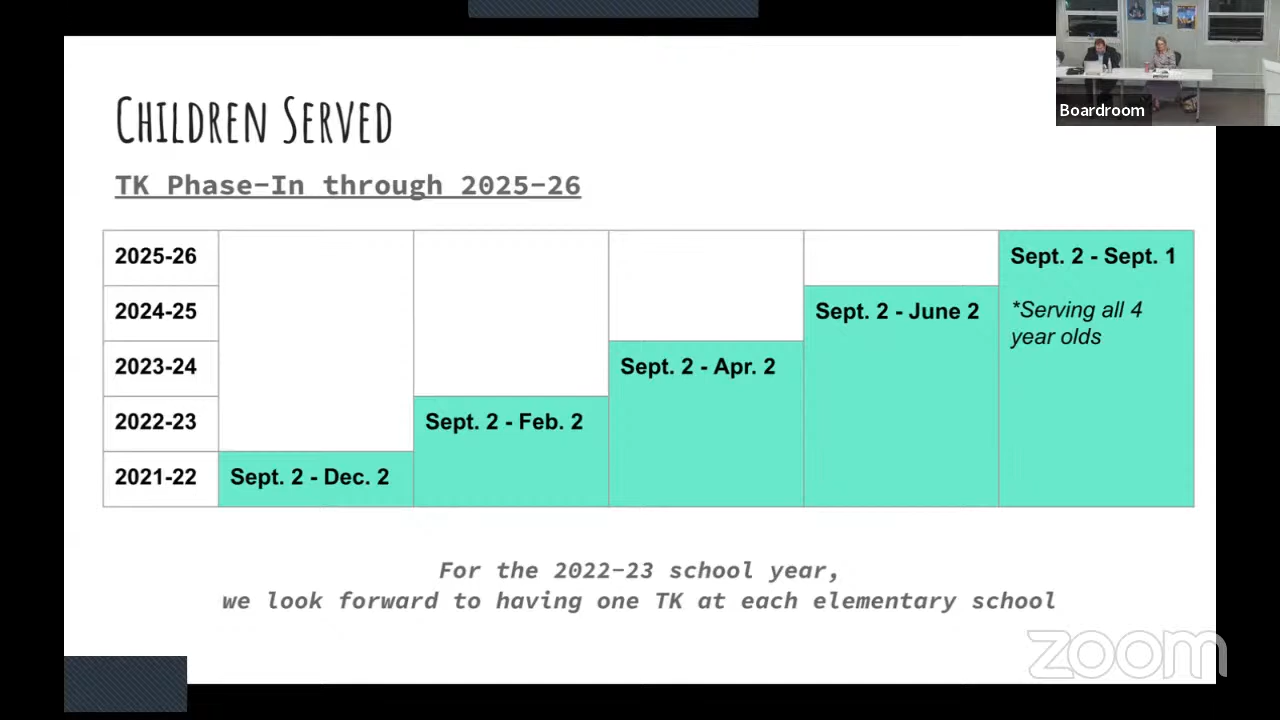 Children Served
TK Phase-In through 2025-26
2025-26
Sept. 2 - Sept. 1
2024-25
Sept. 2 - June 2
*Serving all 4
year olds
2023-24
Sept. 2 - Apr. 2
2022-23
Sept. 2 - Feb. 2
2021-22
Sept. 2 - Dec. 2
For the 2022-23 school year,
we look forward to having one TK at each elementary school
Boardroom
zoom